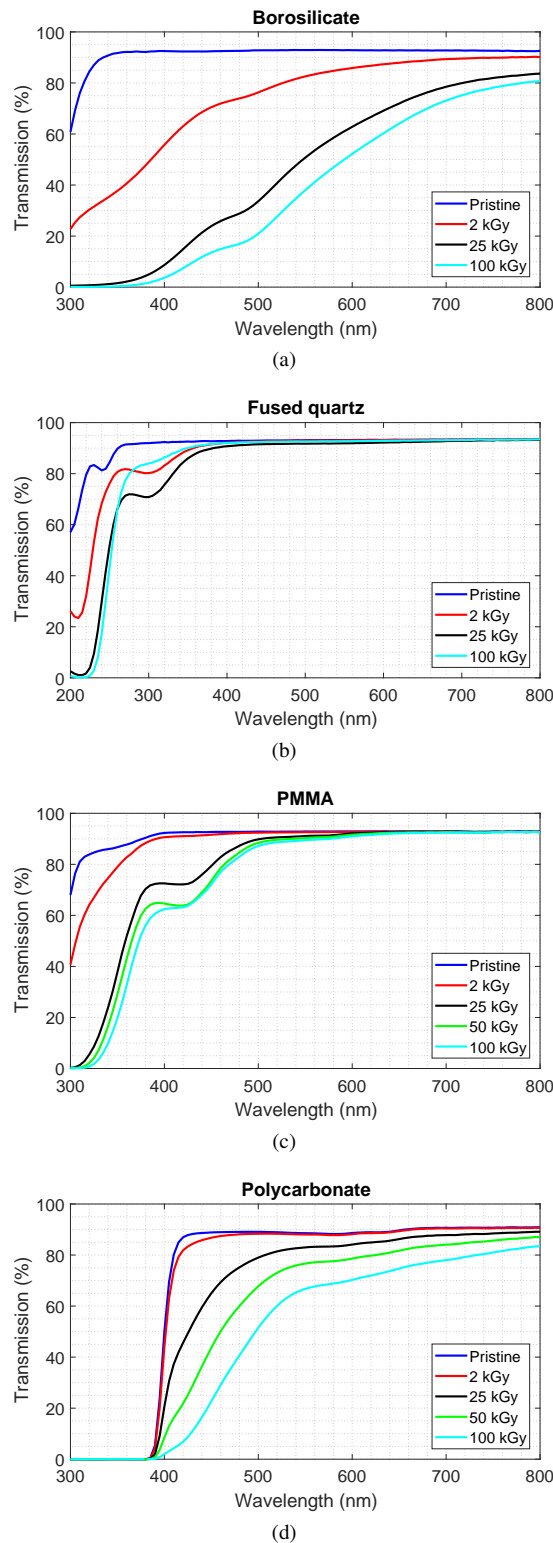 Borosilicate
Transmission (%)
100
80
60
40
20
0
Pristine
2 kGy
25 kGy
100 kGy
300 400 500 600 700 800
Wavelength (nm)
(a)
Fused quartz
Transmission (%)
100
80
60
40
20
0
Pristine
2 kGy
25 kGy
100 kGy
200 300 400 500 600 700 800
Wavelength (nm)
(b)
PMMA
Transmission (%)
100
80
60
40
20
0
Pristine
2 kGy
25 kGy
50 kGy
100 kGy
300 400 500 600 700 800
Wavelength (nm)
(c)
Polycarbonate
Transmission (%)
100
80
60
40
20
0
Pristine
2 kGy
25 kGy
50 kGy
100 kGy
300 400 500 600 700 800
Wavelength (nm)
(d)